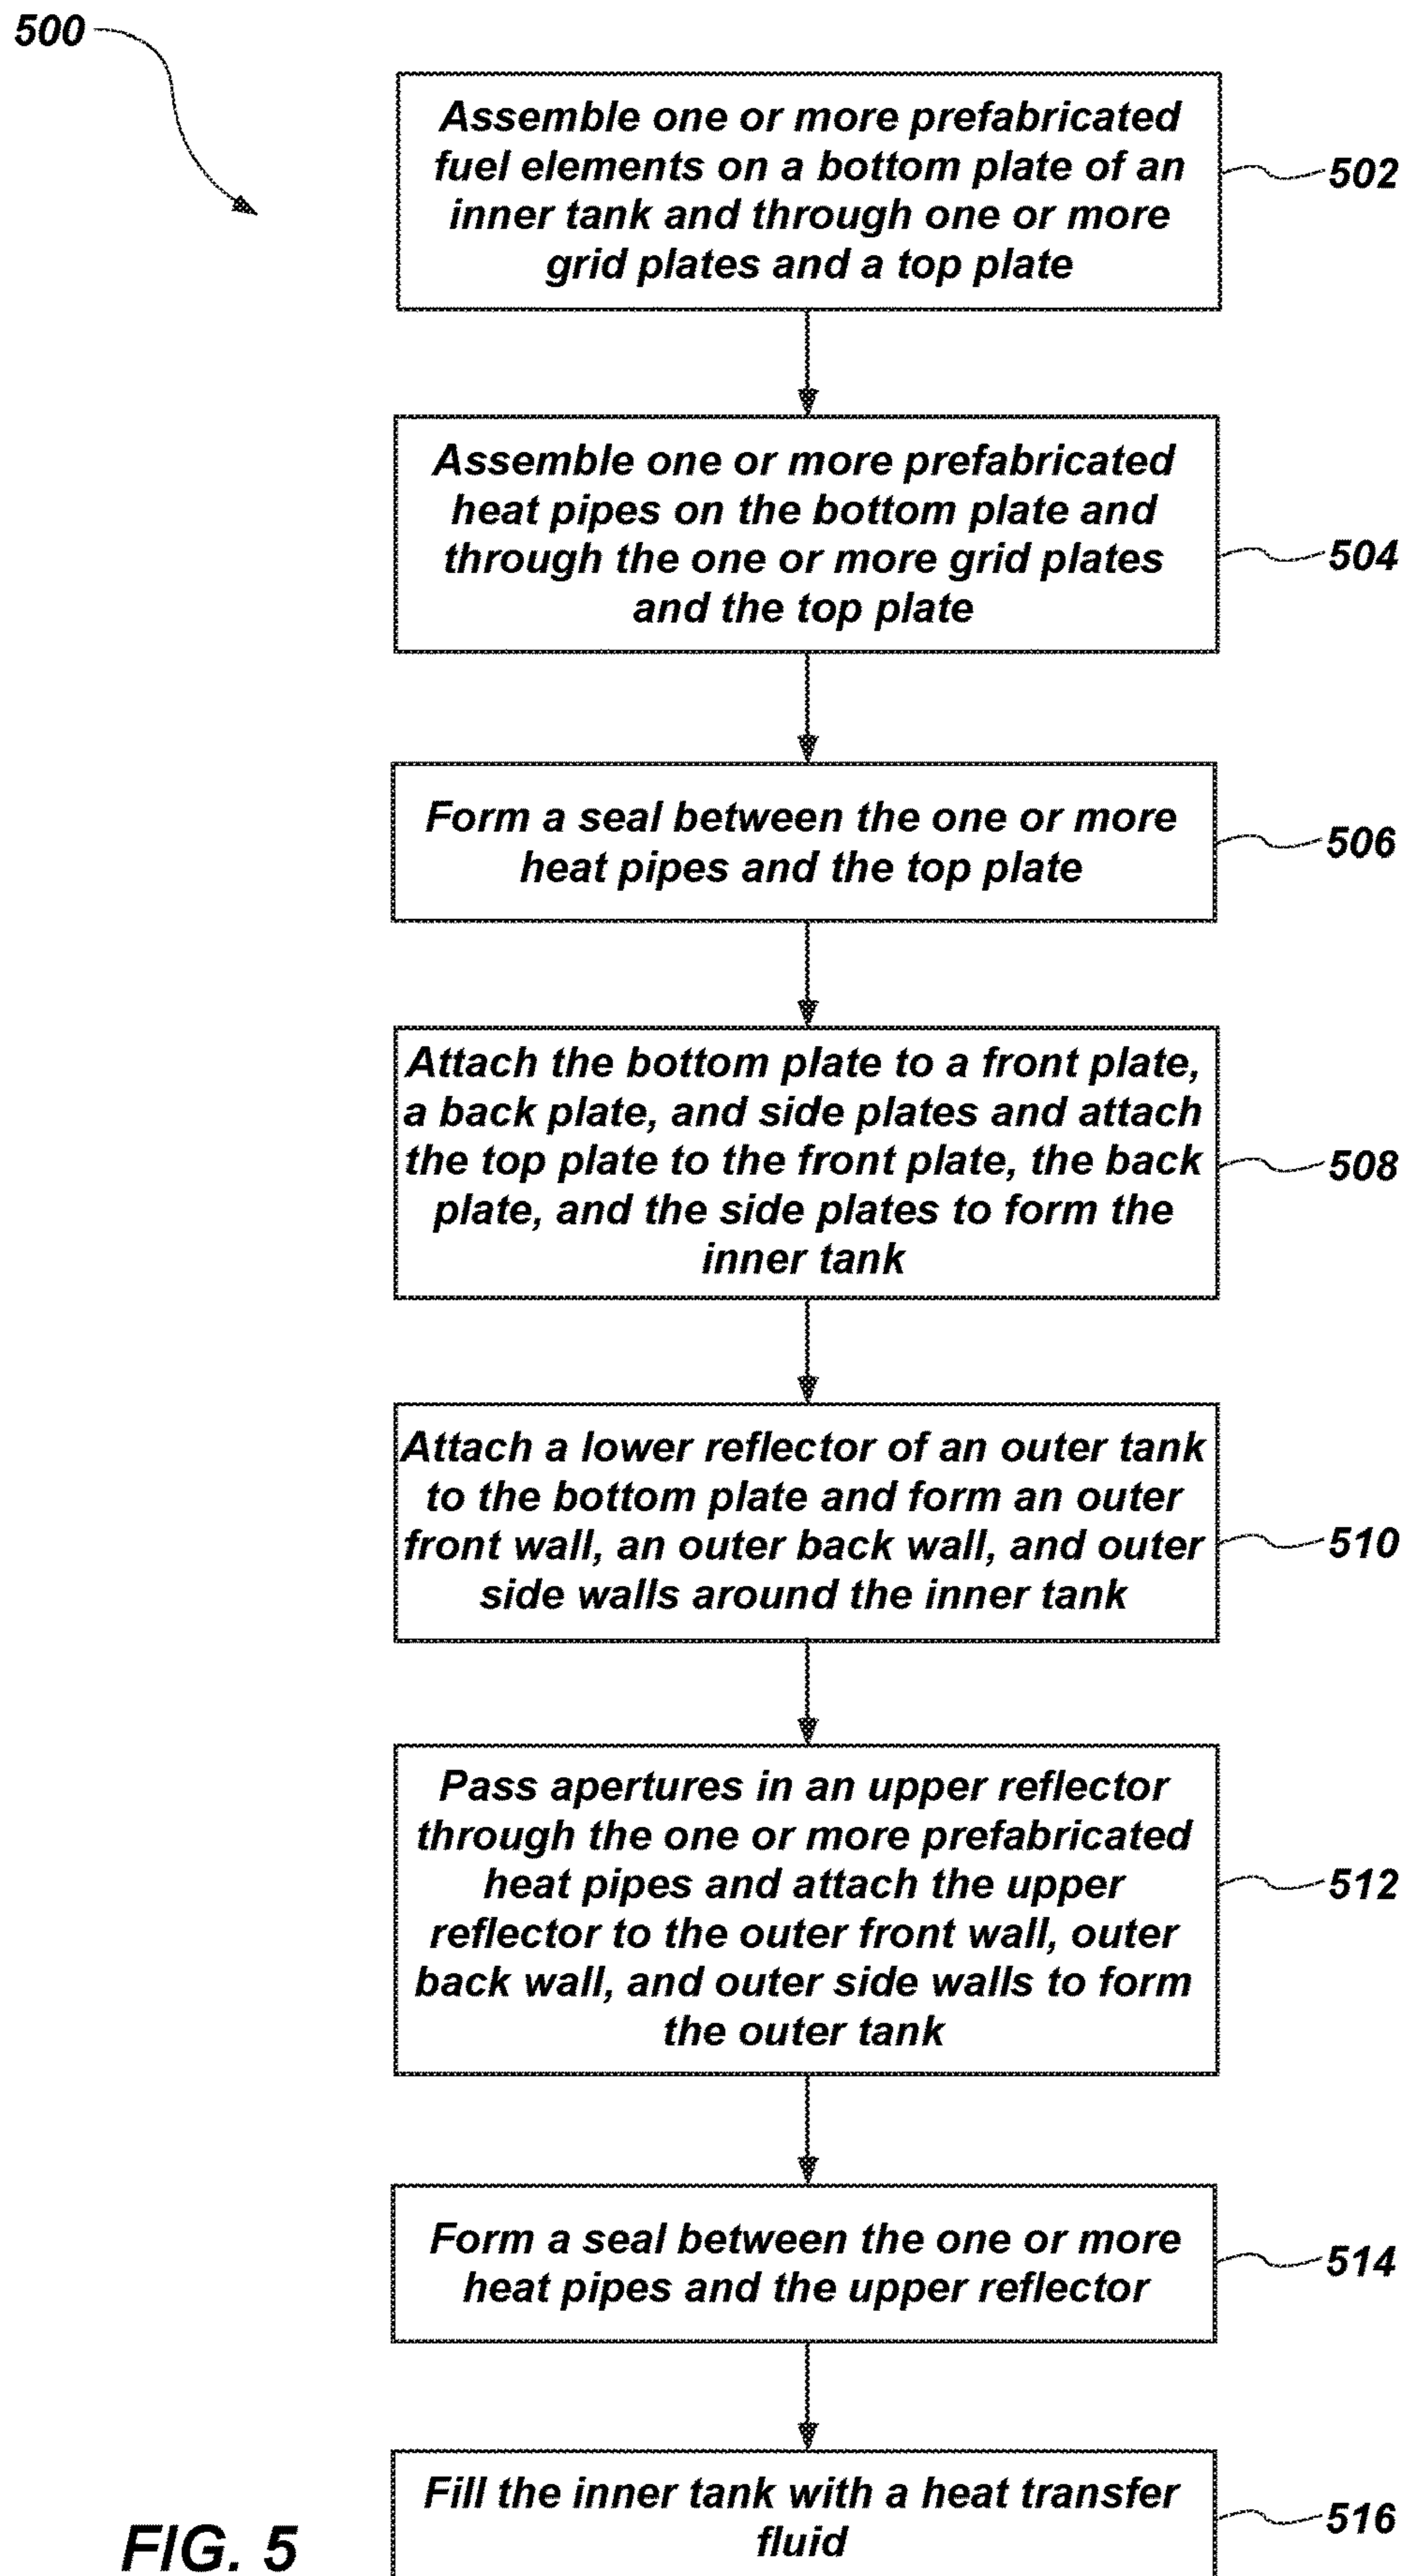 500
Assemble one or more prefabricated
fuel elements on a bottom plate of an
inner tank and through one or more
grid plates and a top plate
502
Assemble one or more prefabricated
heat pipes on the bottom plate and
through the one or more grid plates
and the top plate
504
Form a seal between the one or more
heat pipes and the top plate
506
Attach the bottom plate to a front plate,
a back plate, and side plates and attach
the top plate to the front plate, the back
plate, and the side plates to form the
inner tank
508
Attach a lower reflector of an outer tank
to the bottom plate and form an outer
front wall, an outer back wall, and outer
side walls around the inner tank
510
Pass apertures in an upper reflector
through the one or more prefabricated
heat pipes and attach the upper
reflector to the outer front wall, outer
back wall, and outer side walls to form
the outer tank
512
Form a seal between the one or more
heat pipes and the upper reflector
514
Fill the inner tank with a heat transfer
fluid
516
FIG. 5